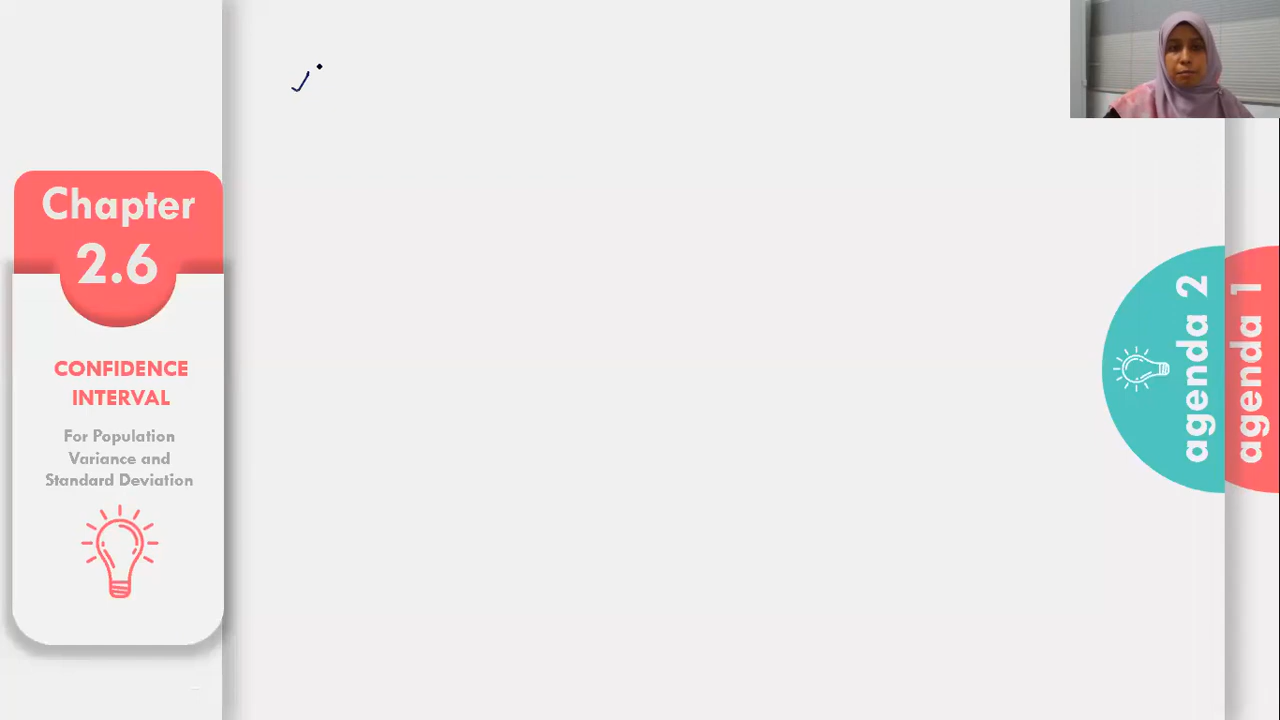 Chapter
2.6
CONFIDENCE
INTERVAL
For Population
Variance and
Standard Deviation
agenda 2
agenda 1